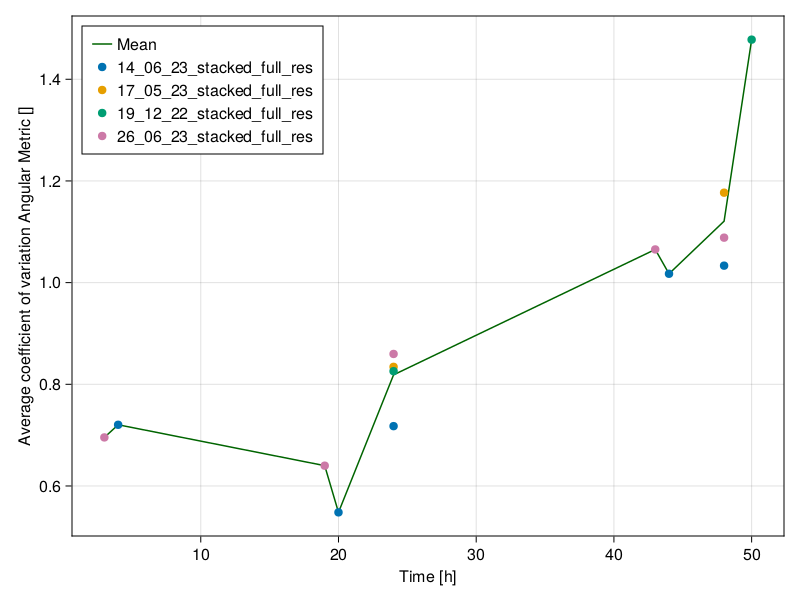 Mean
14_06_23_stacked_full_res
17_05_23_stacked_full_res
19_12_22_stacked_full_res
26_06_23_stacked_full_res
Average coefficient of variation Angular Metric []
1.4
1.2
1.0
0.8
0.6
10 20 30 40 50
Time [h]